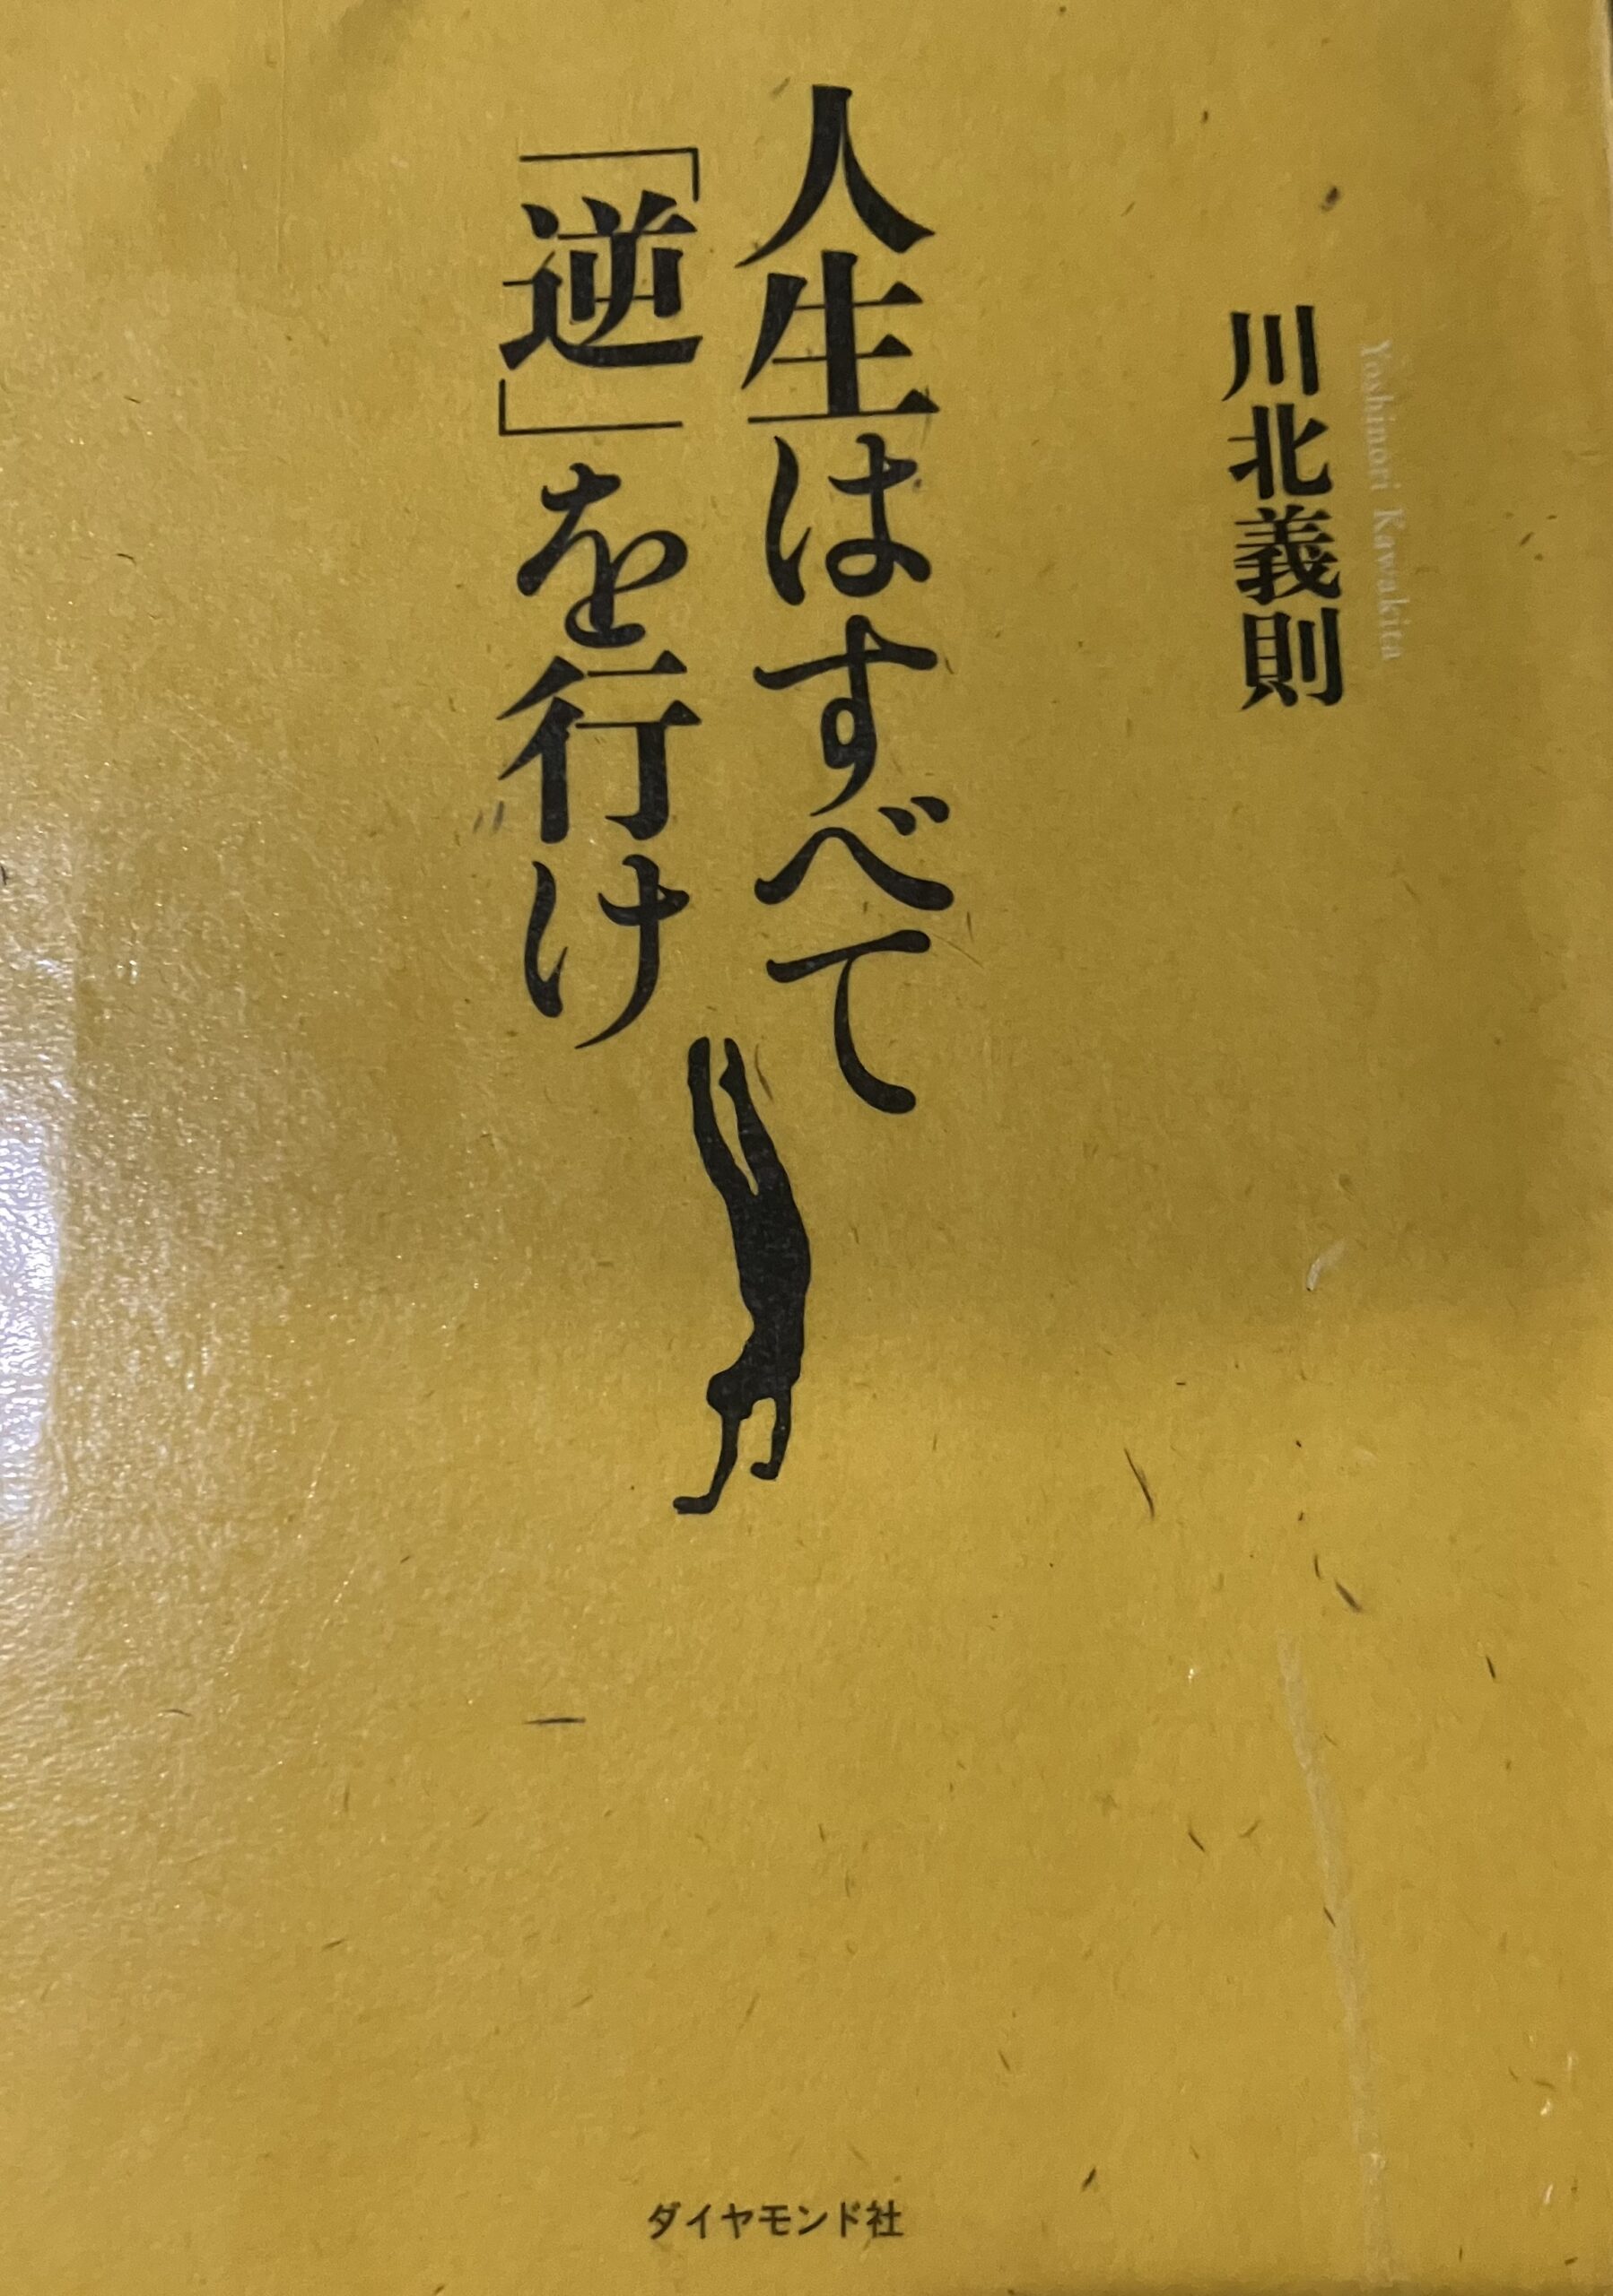 川北義則
Yoshinori Kawakita
人生はすべて
「逆」を行け
ダイヤモンド社